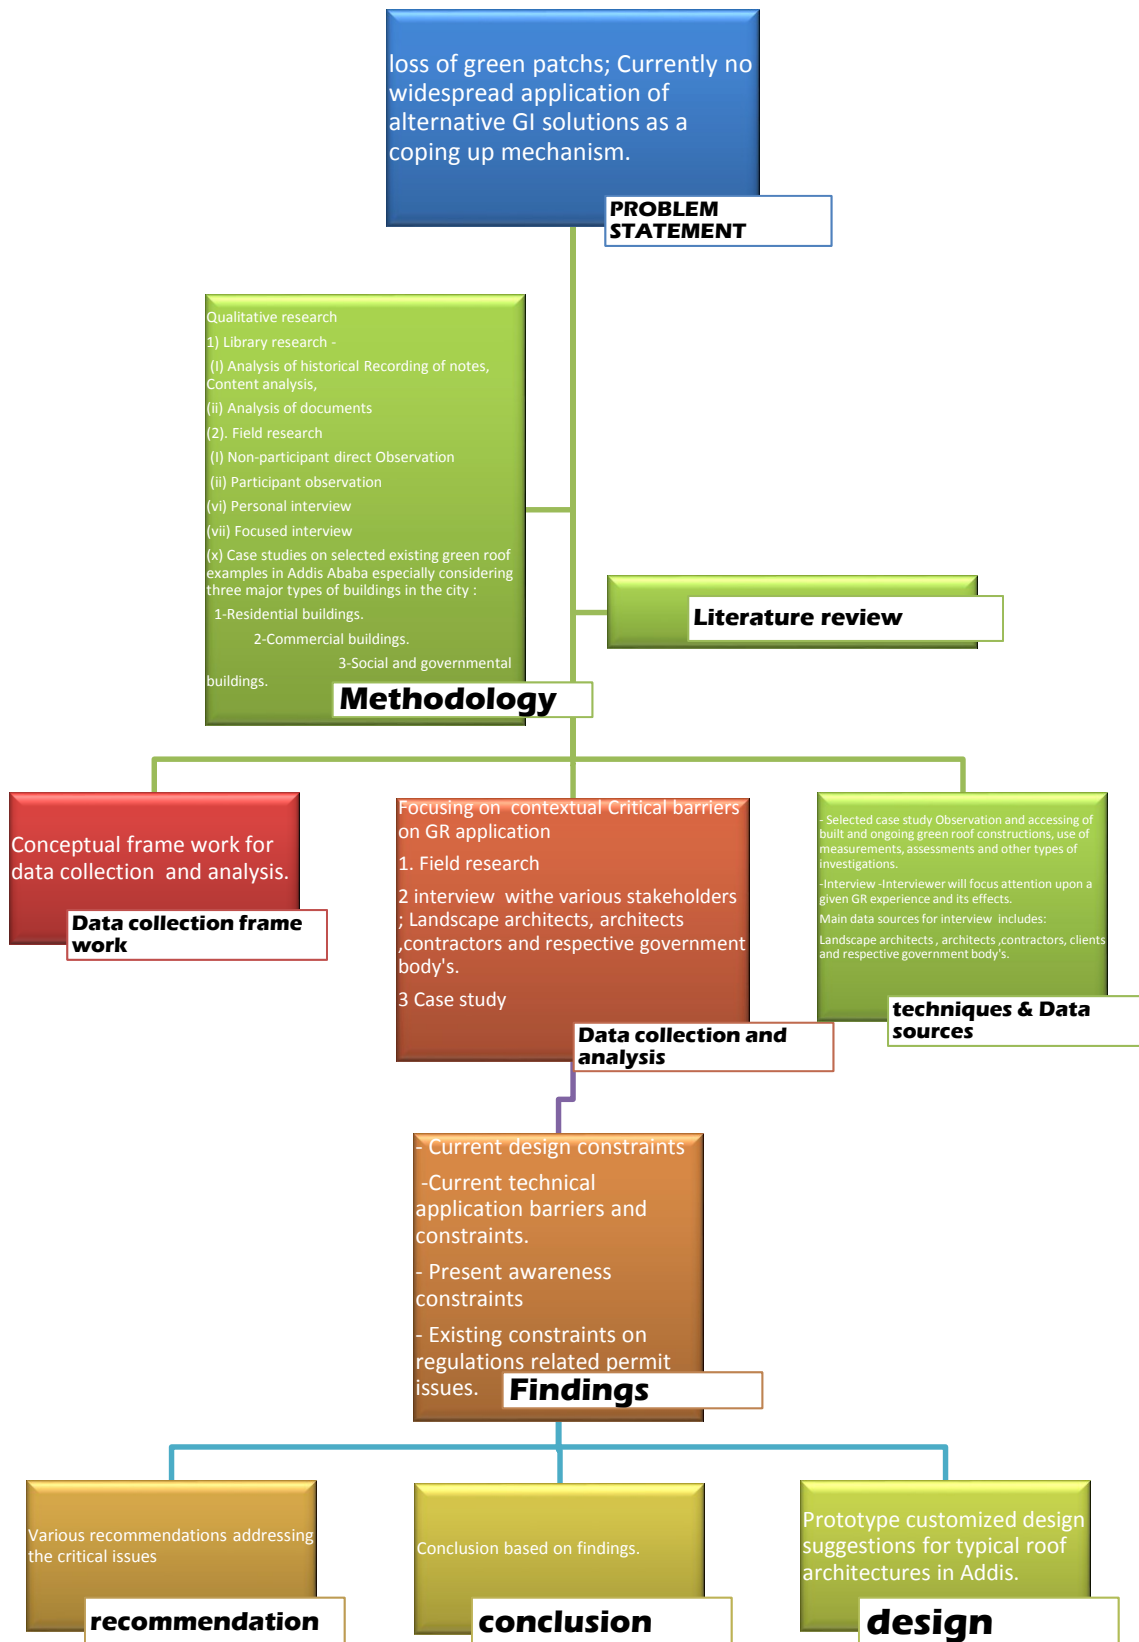 loss of green patchs; Currently no
widespread application of
alternative GI solutions as a
coping up mechanism.
PROBLEM
STATEMENT
Qualitative research
1) Library research -
(I) Analysis of historical Recording of notes,
Content analysis,
(ii) Analysis of documents
(2). Field research
(I) Non-participant direct Observation
(ii) Participant observation
(vi) Personal interview
(vii) Focused interview
(x) Case studies on selected existing green roof
examples in Addis Ababa especially considering
three major types of buildings in the city :
1-Residential buildings.
2-Commercial buildings.
3-Social and governmental
buildings.
Methodology
Literature review
Conceptual frame work for
data collection and analysis.
Data collection frame
work
Focusing on contextual Critical barriers
on GR application
1. Field research
2 interview withe various stakeholders
; Landscape architects, architects
,contractors and respective government
body's.
3 Case study
Data collection and
analysis
- Selected case study Observation and accessing of
built and ongoing green roof constructions, use of
measurements, assessments and other types of
investigations.
-Interview -Interviewer will focus attention upon a
given GR experience and its effects.
Main data sources for interview includes:
Landscape architects , architects ,contractors, clients
and respective government body's.
techniques & Data
sources
- Current design constraints
-Current technical
application barriers and
constraints.
- Present awareness
constraints
- Existing constraints on
regulations related permit
issues.
Findings
Various recommendations addressing
the critical issues
recommendation
Conclusion based on findings.
conclusion
Prototype customized design
suggestions for typical roof
architectures in Addis.
design